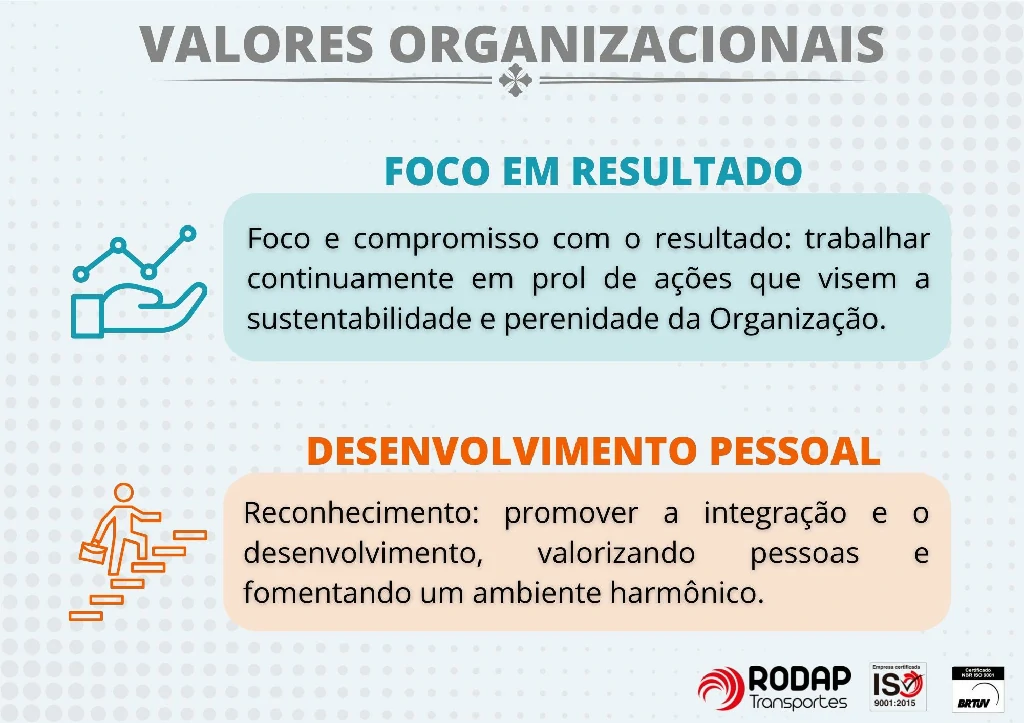 VALORES ORGANIZACIONAIS
FOCO EM RESULTADO
Foco e compromisso com o resultado: trabalhar
continuamente em prol de ações que visem a
sustentabilidade e perenidade da Organização.
DESENVOLVIMENTO PESSOAL
Reconhecimento: promover a integração e o
desenvolvimento, valorizando pessoas e
fomentando um ambiente harmônico.
RODAP
Transportes
Empresa certificada
ISO
9001:2015
Certificado
NBR ISO 9001
BRTUV